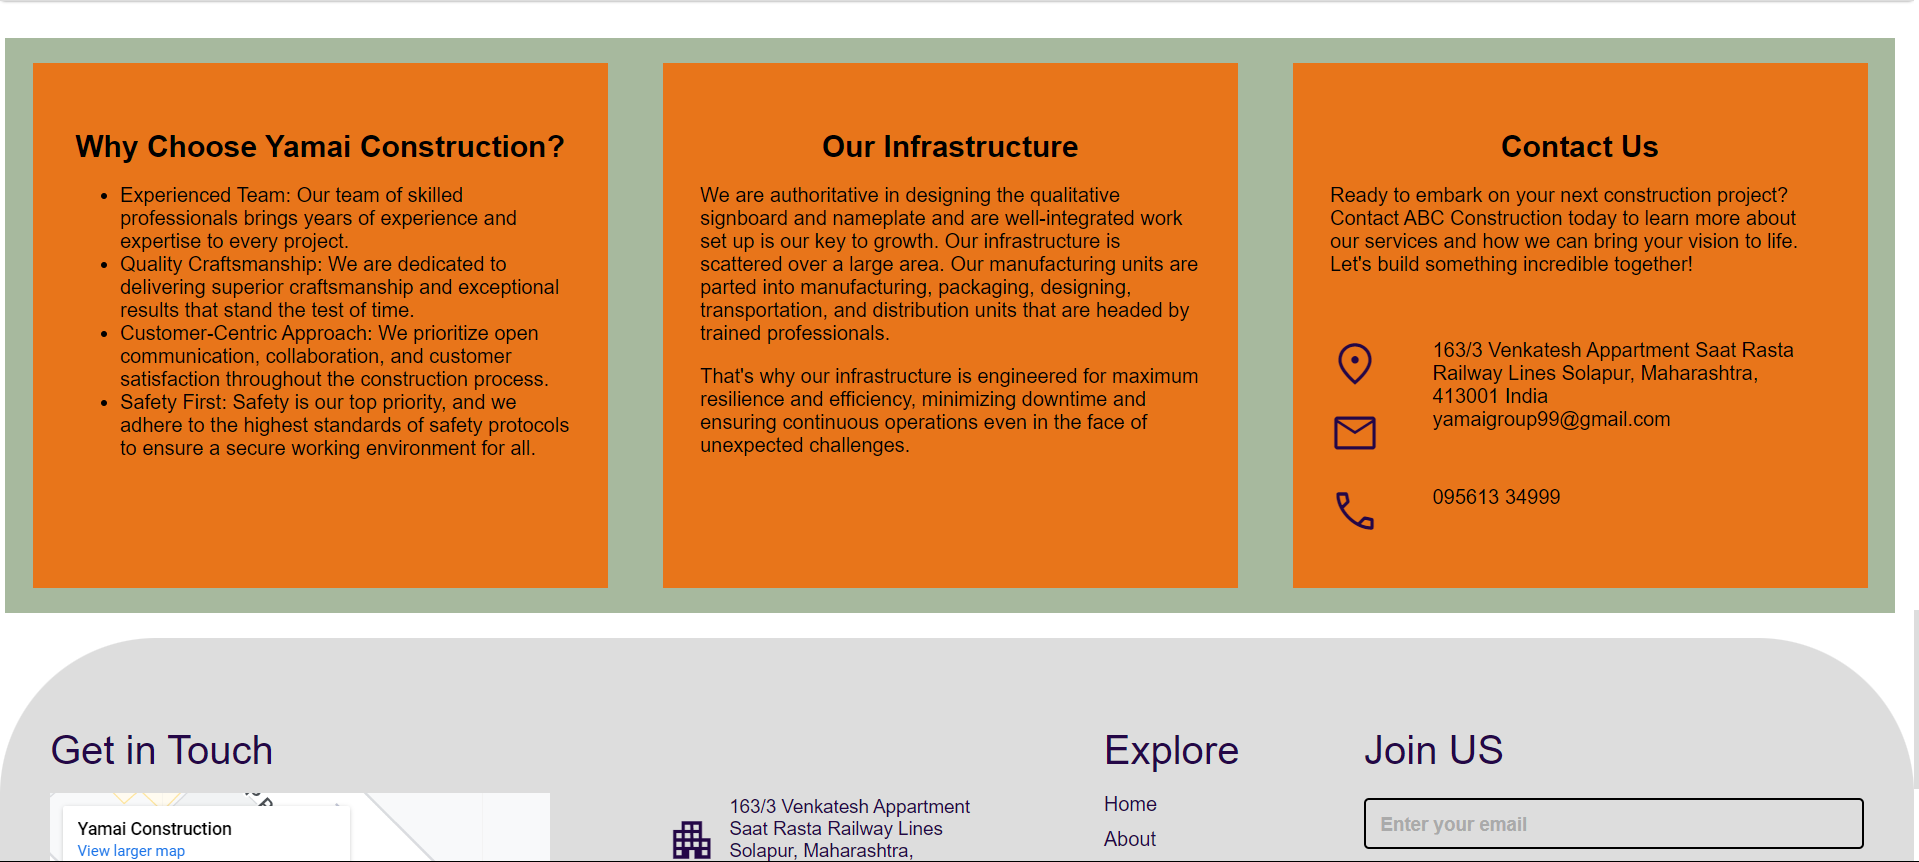 Why Choose Yamai Construction?
Experienced Team: Our team of skilled
professionals brings years of experience and
expertise to every project.
Quality Craftsmanship: We are dedicated to
delivering superior craftsmanship and exceptional
results that stand the test of time.
Customer-Centric Approach: We prioritize open
communication, collaboration, and customer
satisfaction throughout the construction process.
Safety First: Safety is our top priority, and we
adhere to the highest standards of safety protocols
to ensure a secure working environment for all.
Our Infrastructure
We are authoritative in designing the qualitative
signboard and nameplate and are well-integrated work
set up is our key to growth. Our infrastructure is
scattered over a large area. Our manufacturing units are
parted into manufacturing, packaging, designing,
transportation, and distribution units that are headed by
trained professionals.
That's why our infrastructure is engineered for maximum
resilience and efficiency, minimizing downtime and
ensuring continuous operations even in the face of
unexpected challenges.
Contact Us
Ready to embark on your next construction project?
Contact ABC Construction today to learn more about
our services and how we can bring your vision to life.
Let's build something incredible together!
163/3 Venkatesh Appartment Saat Rasta
Railway Lines Solapur, Maharashtra,
413001 India
yamaigroup99@gmail.com
095613 34999
Get in Touch
Yamai Construction
View larger map
163/3 Venkatesh Appartment
Saat Rasta Railway Lines
Solapur, Maharashtra,
Explore
Home
About
Join US
Enter your email